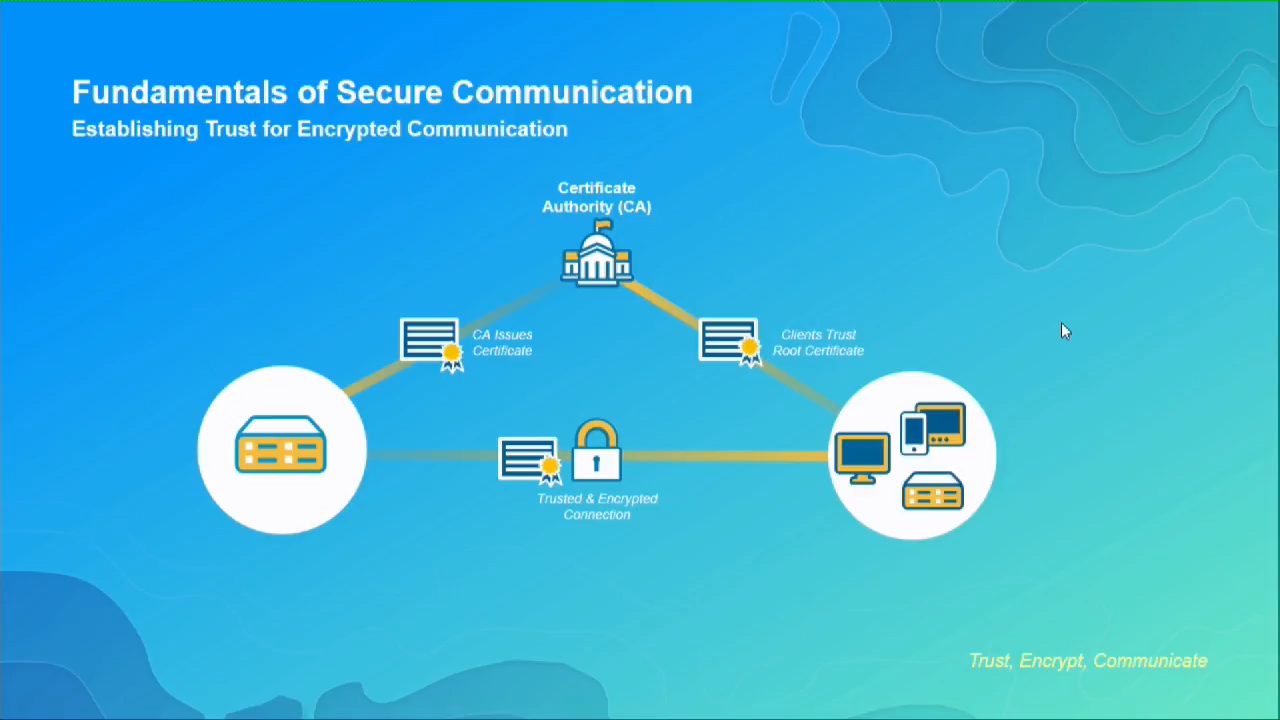 Fundamentals of Secure Communication
Establishing Trust for Encrypted Communication
Certificate
Authority (CA)
CA Issues
Certificate
Clients Trust
Root Certificate
Trusted & Encrypted
Connection
Trust, Encrypt, Communicate